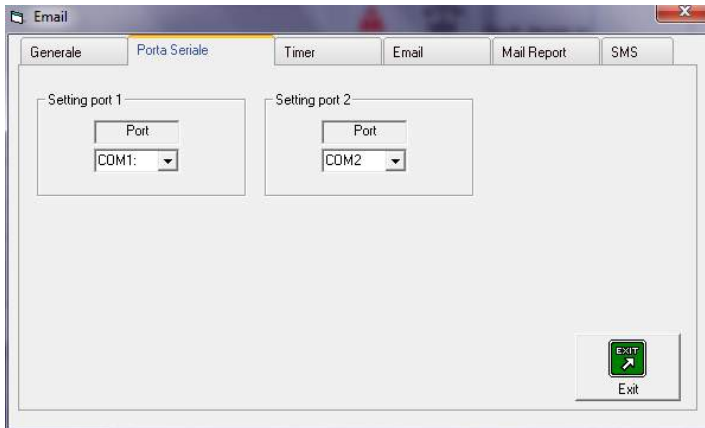 Email
Generale Porta Seriale Timer Email Mail Report SMS
Setting port 1 Setting port 2
Port Port
COM1: COM2
EXIT
Exit